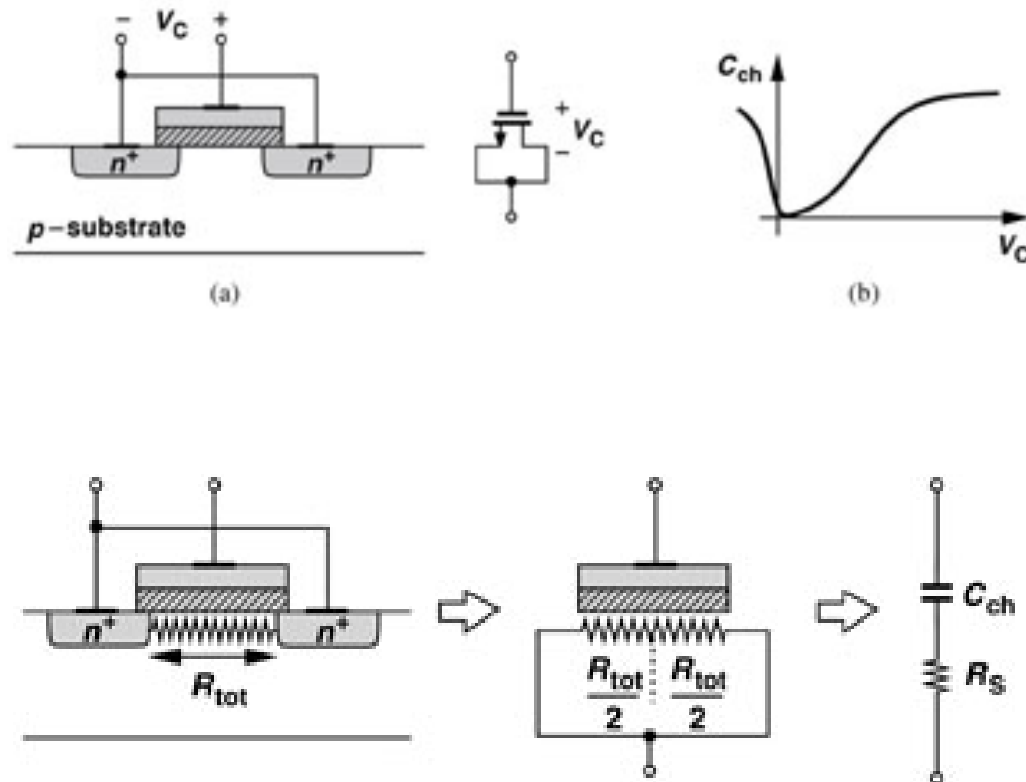 − V_C +
n+
n+
p−substrate
(a)
+
V_C
−
C_ch
V_C
(b)
n+
n+
R_tot
R_tot
2
R_tot
2
C_ch
R_S